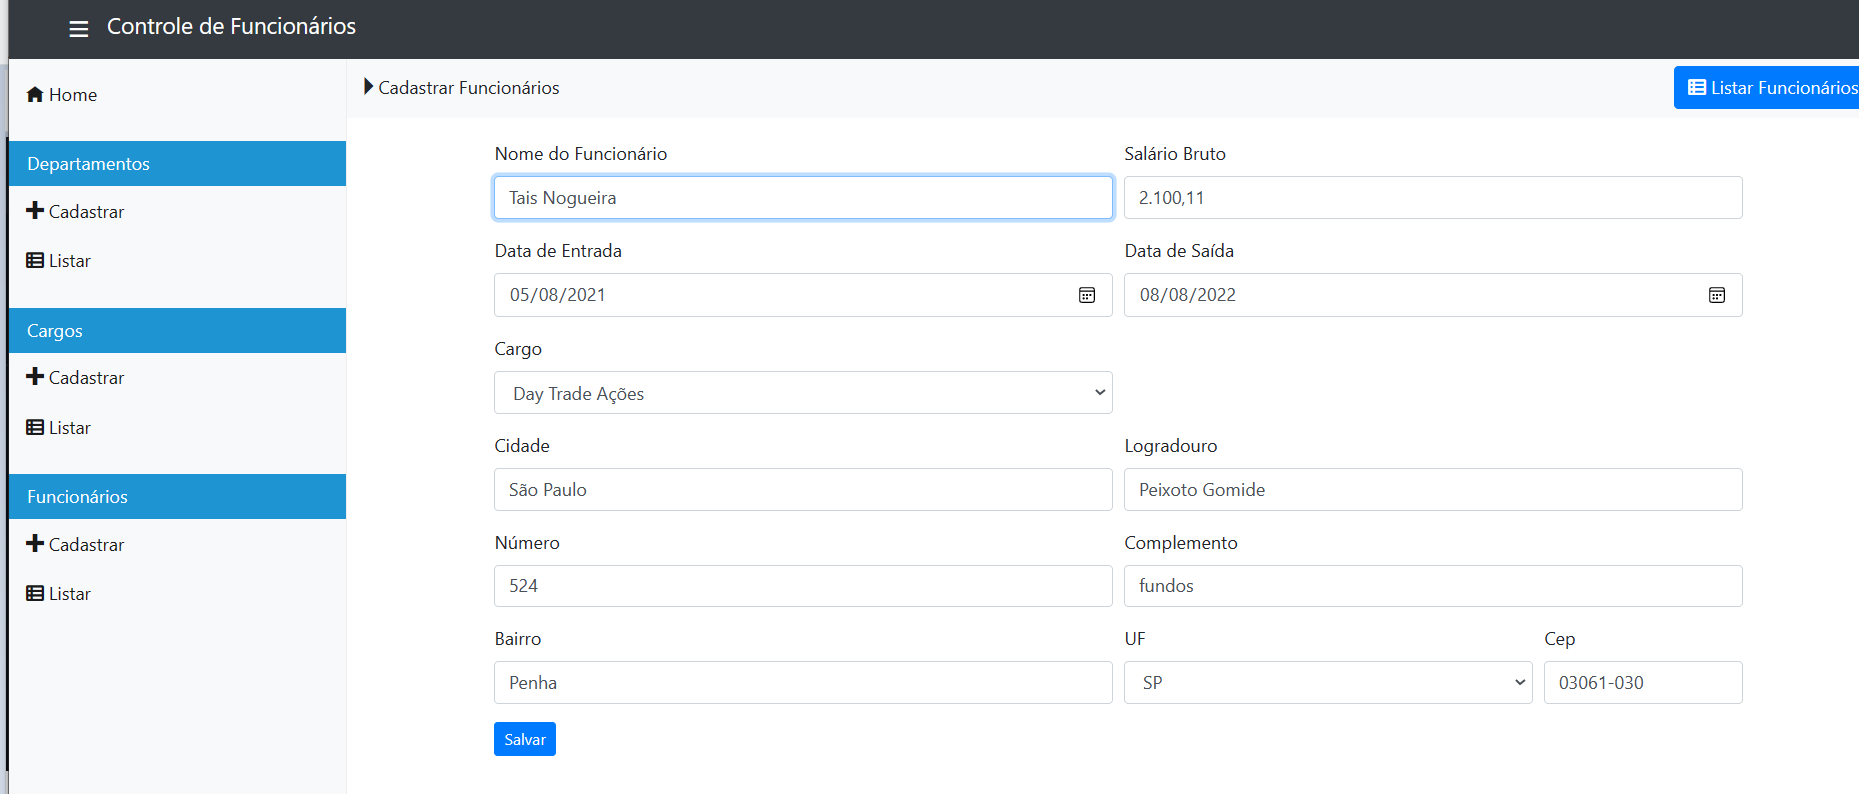 Controle de Funcionários
Home
Cadastrar Funcionários
Listar Funcionários
Departamentos
Cadastrar
Listar
Cargos
Cadastrar
Listar
Funcionários
Cadastrar
Listar
Nome do Funcionário
Salário Bruto
Tais Nogueira
2.100,11
Data de Entrada
Data de Saída
05/08/2021
08/08/2022
Cargo
Day Trade Ações
Cidade
Logradouro
São Paulo
Peixoto Gomide
Número
Complemento
524
fundos
Bairro
UF
Cep
Penha
SP
03061-030
Salvar